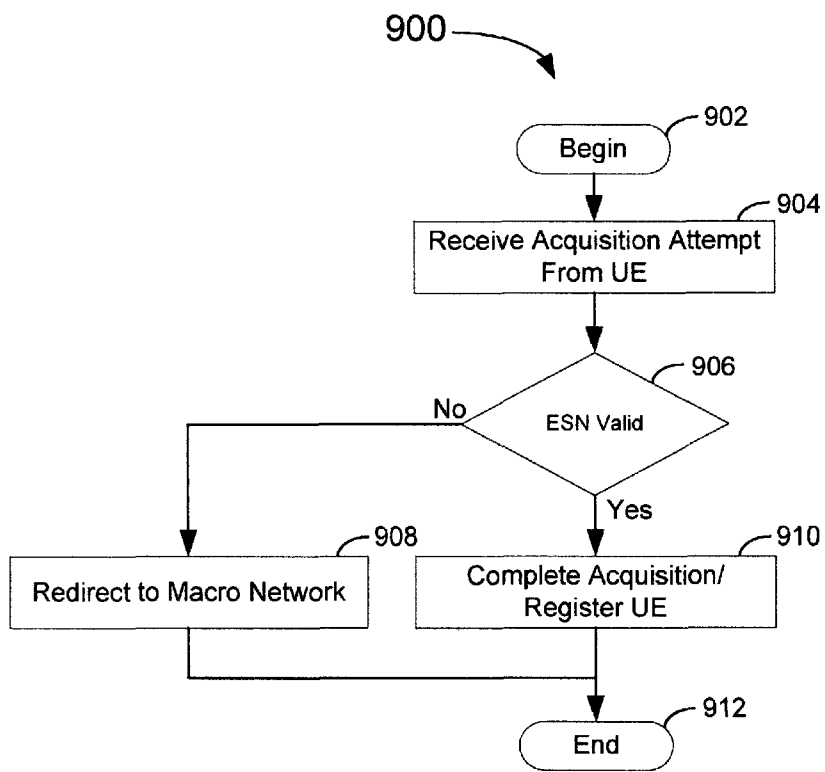 900
902
Begin
904
Receive Acquisition Attempt
From UE
906
No
ESN Valid
Yes
908
910
Redirect to Macro Network
Complete Acquisition/
Register UE
912
End